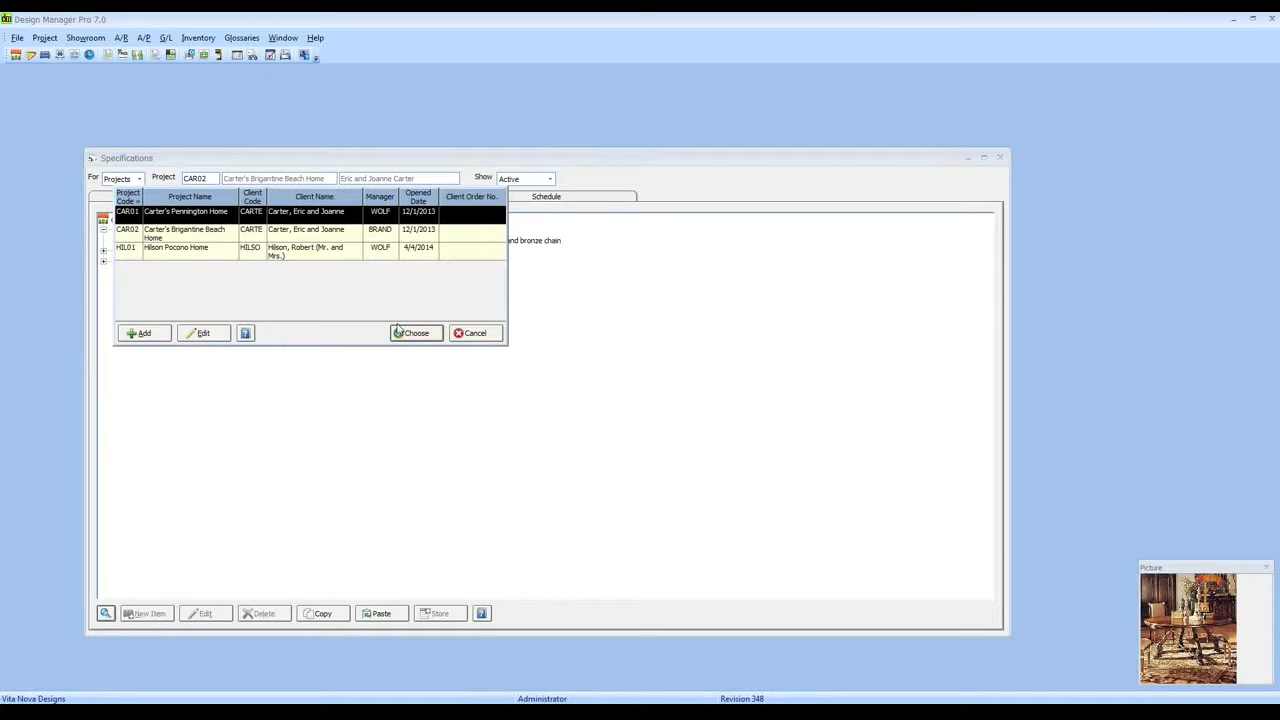 dm Design Manager Pro 7.0
File Project Showroom A/R A/P G/L Inventory Glossaries Window Help
Specifications
For Projects Project CAR02 Carter's Brigantine Beach Home Eric and Joanne Carter Show Active
Project Code Project Name Client Code Client Name Manager Opened Date Client Order No.
Schedule
CAR01 Carter's Pennington Home CARTE Carter, Eric and Joanne WOLF 12/1/2013
CAR02 Carter's Brigantine Beach Home CARTE Carter, Eric and Joanne BRAND 12/1/2013
and bronze chain
HIL01 Hilson Pocono Home HILSO Hilson, Robert (Mr. and Mrs.) WOLF 4/4/2014
Add Edit Choose Cancel
Picture
New Item Edit Delete Copy Paste Store
Vita Nova Designs Administrator Revision 348